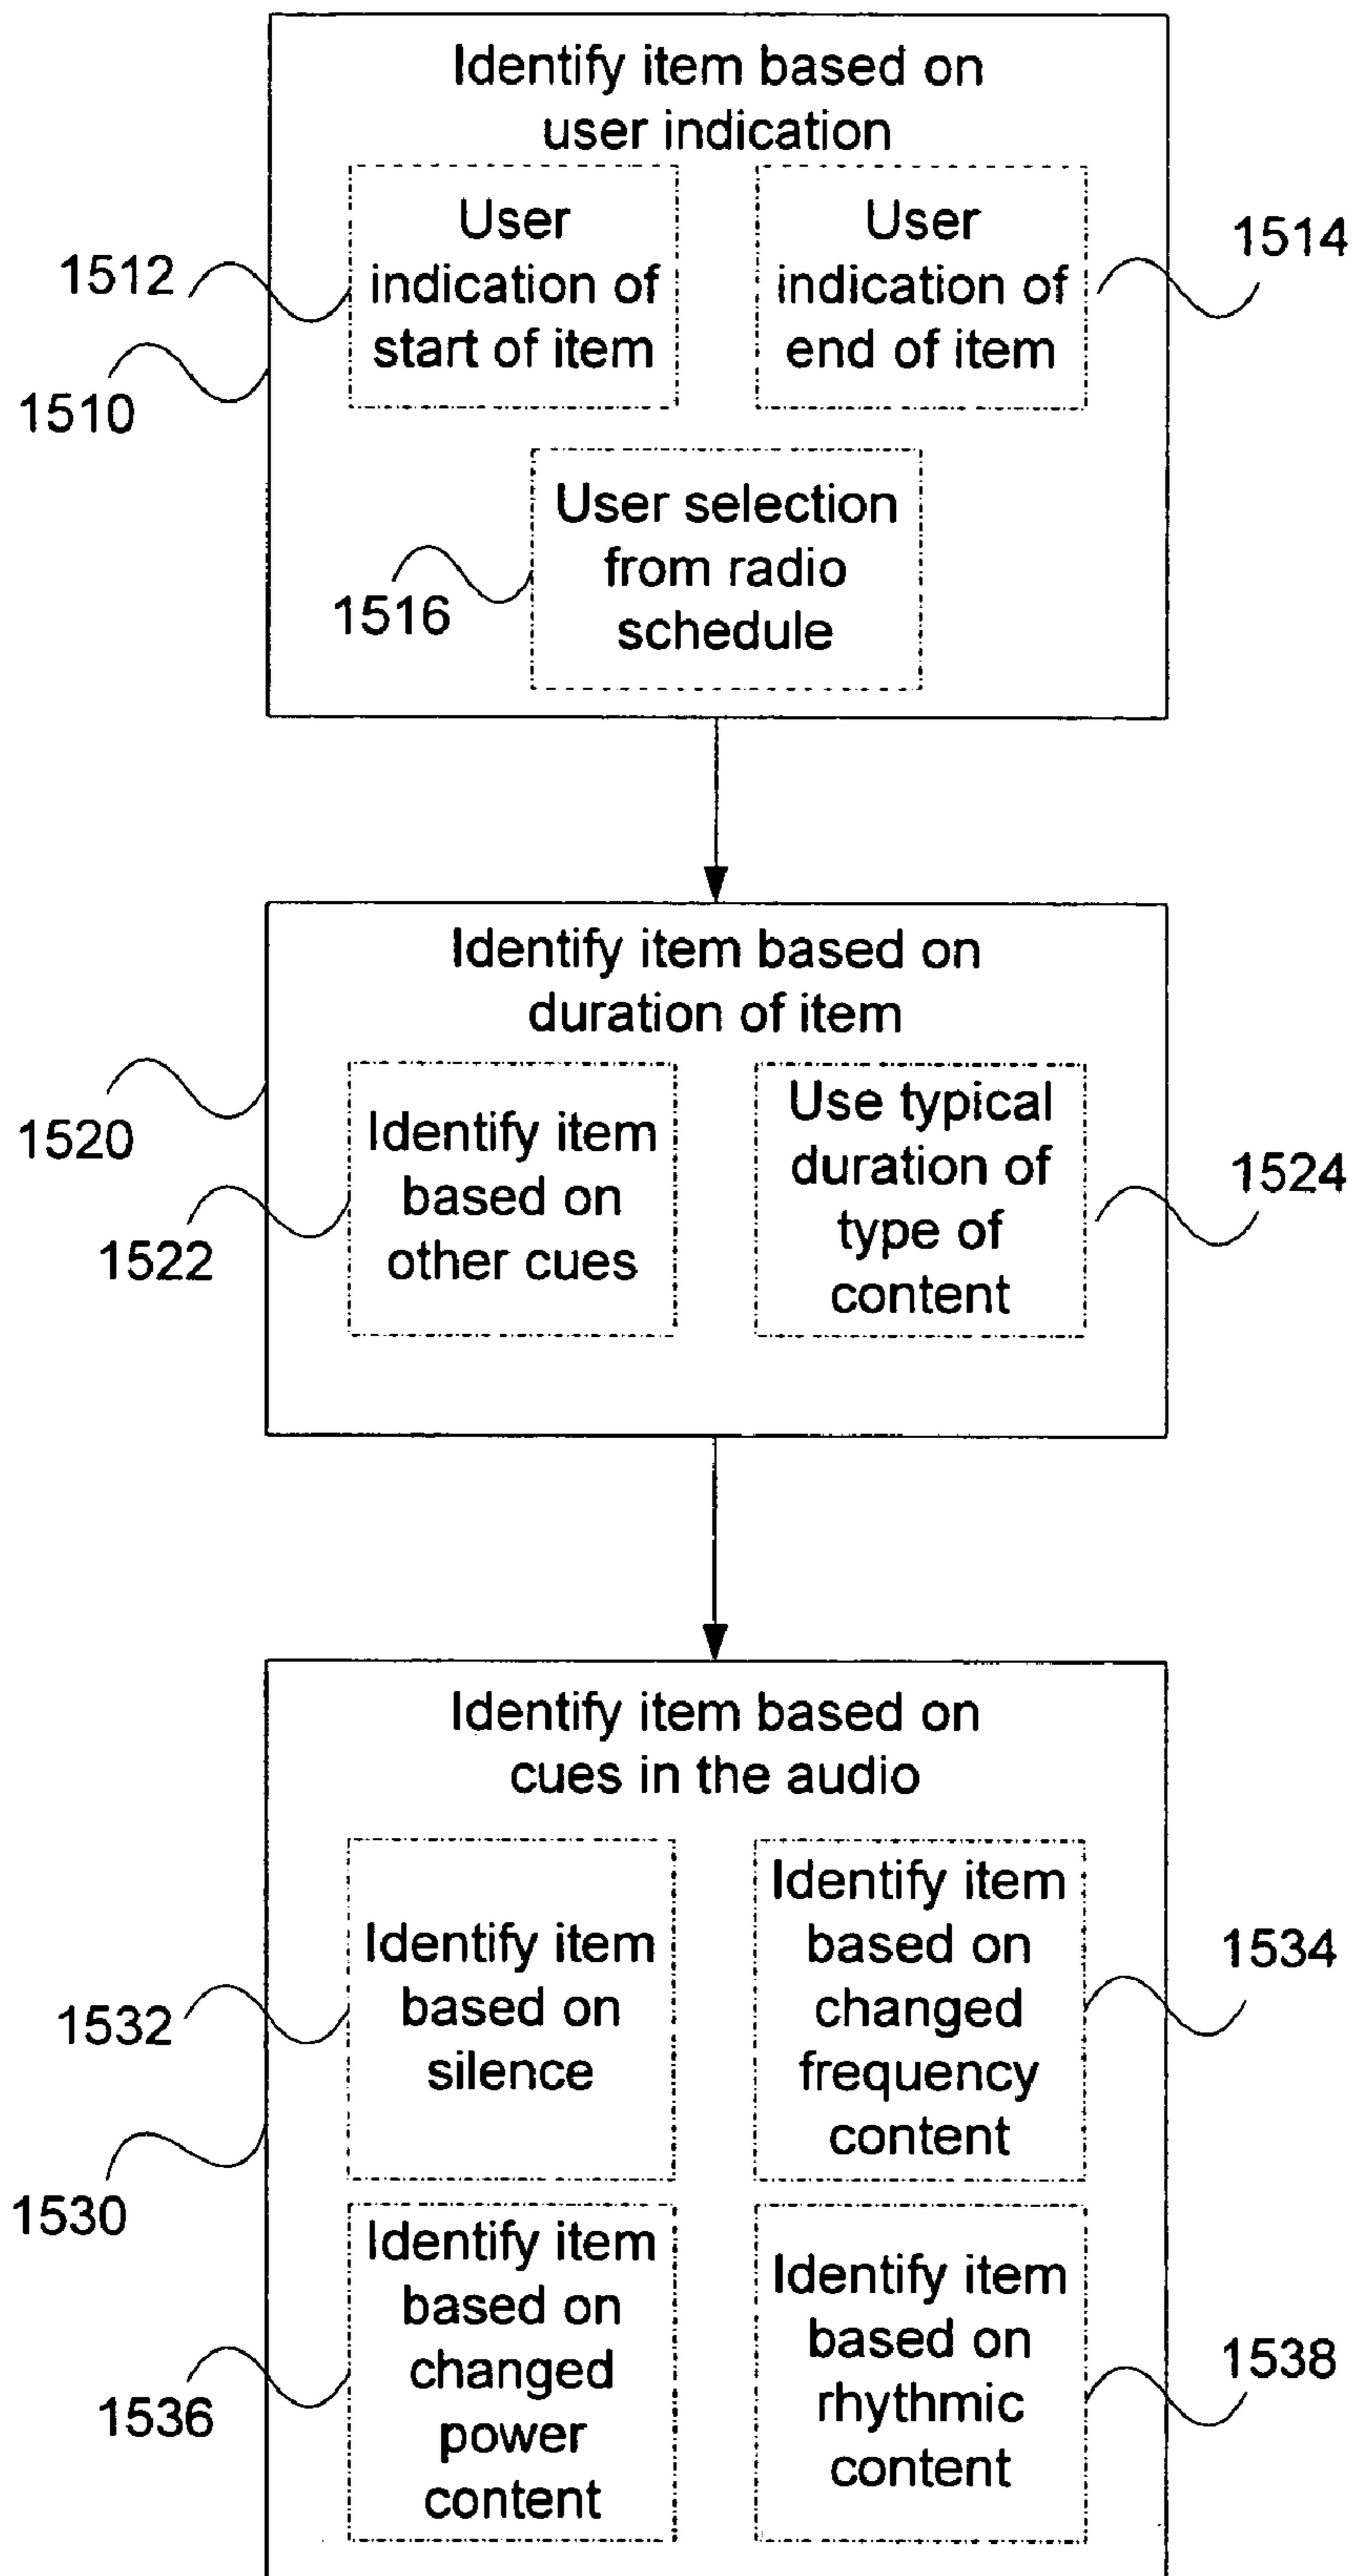 Identify item based on
user indication
User
indication of
start of item
User
indication of
end of item
1512
1514
1510
User selection
from radio
schedule
1516
Identify item based on
duration of item
Identify item
based on
other cues
Use typical
duration of
type of
content
1520
1522
1524
Identify item based on
cues in the audio
Identify item
based on
silence
Identify item
based on
changed
frequency
content
1532
1534
1530
Identify item
based on
changed
power
content
Identify item
based on
rhythmic
content
1536
1538